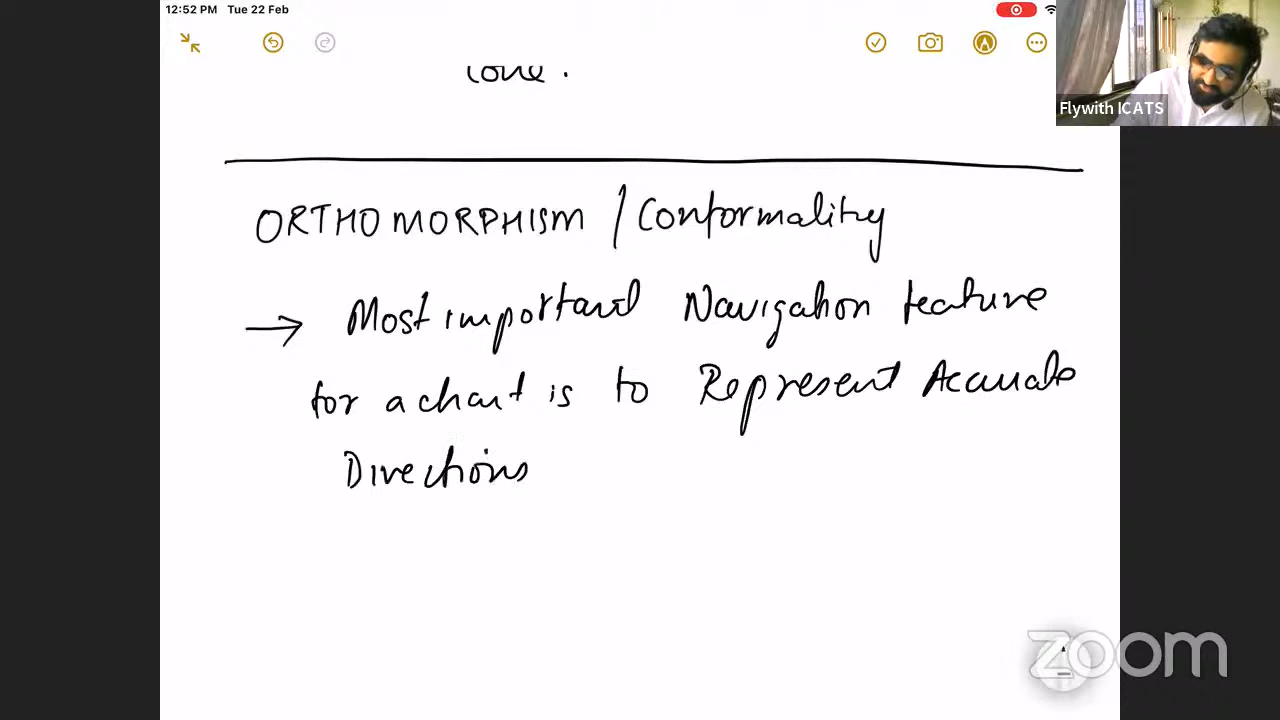 12:52 PM Tue 22 Feb
Flywith ICATS
cone.
ORTHOMORPHISM / Conformality
→ Most important Navigation feature
for a chart is to Represent Accurate
Directions
zoom